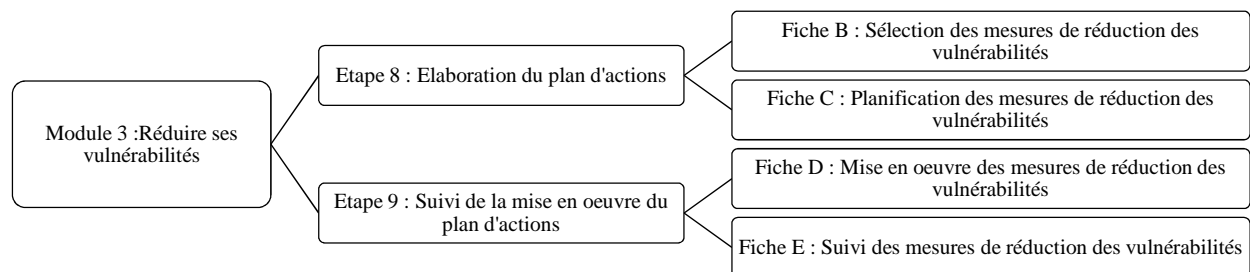 Module 3 :Réduire ses
vulnérabilités
Etape 8 : Elaboration du plan d'actions
Fiche B : Sélection des mesures de réduction des
vulnérabilités
Fiche C : Planification des mesures de réduction des
vulnérabilités
Etape 9 : Suivi de la mise en oeuvre du
plan d'actions
Fiche D : Mise en oeuvre des mesures de réduction des
vulnérabilités
Fiche E : Suivi des mesures de réduction des vulnérabilités